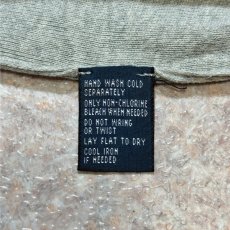 HAND WASH COLD
SEPARATELY
ONLY NON-CHLORINE
BLEACH WHEN NEEDED
DO NOT WRING
OR TWIST
LAY FLAT TO DRY
COOL IRON
IF NEEDED